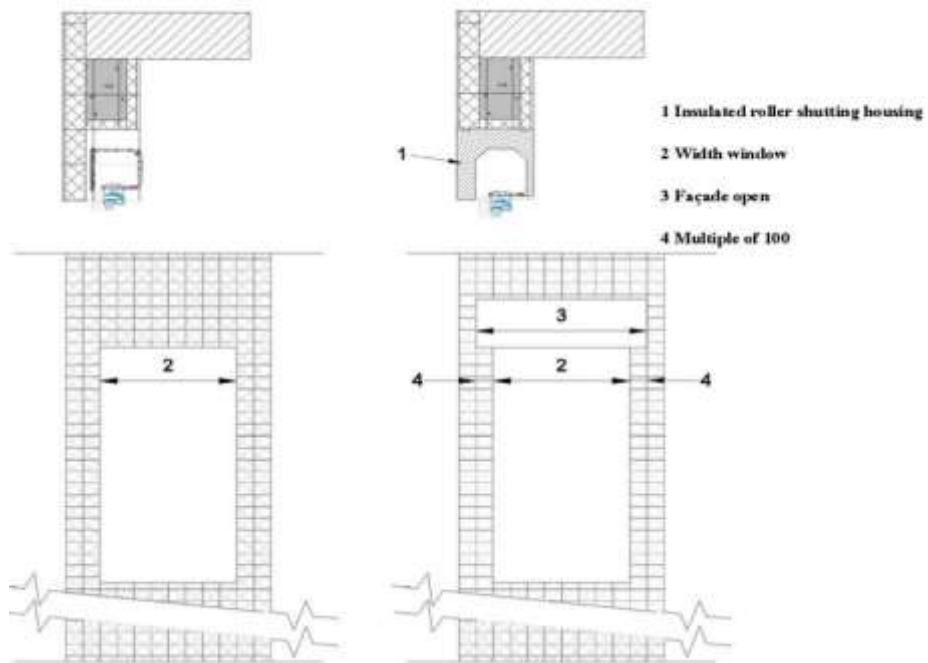 1 Insulated roller shutting housing
1
2 Width window
3 Façade open
4 Multiple of 100
3
2
4
2
4